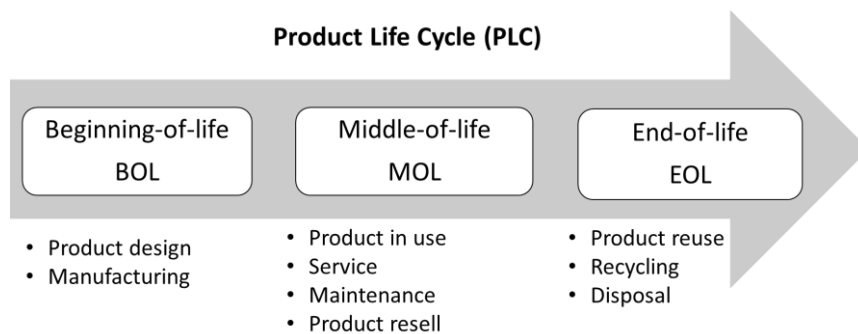 Product Life Cycle (PLC)
Beginning-of-life
BOL
Middle-of-life
MOL
End-of-life
EOL
• Product design
• Manufacturing
• Product in use
• Service
• Maintenance
• Product resell
• Product reuse
• Recycling
• Disposal